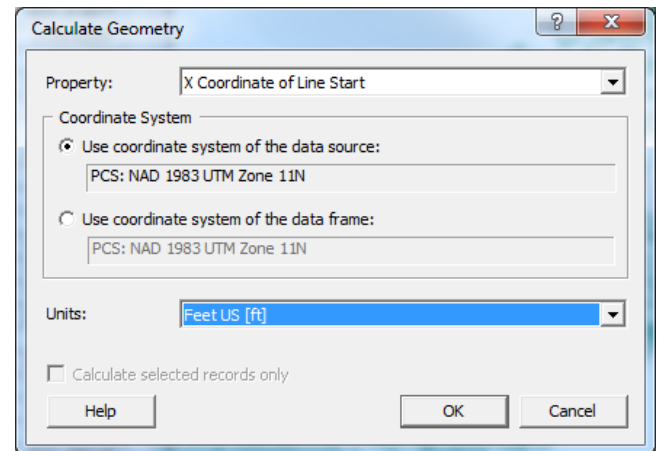 Calculate Geometry
?
X
Property: X Coordinate of Line Start
Coordinate System
Use coordinate system of the data source:
PCS: NAD 1983 UTM Zone 11N
Use coordinate system of the data frame:
PCS: NAD 1983 UTM Zone 11N
Units: Feet US [ft]
Calculate selected records only
Help OK Cancel